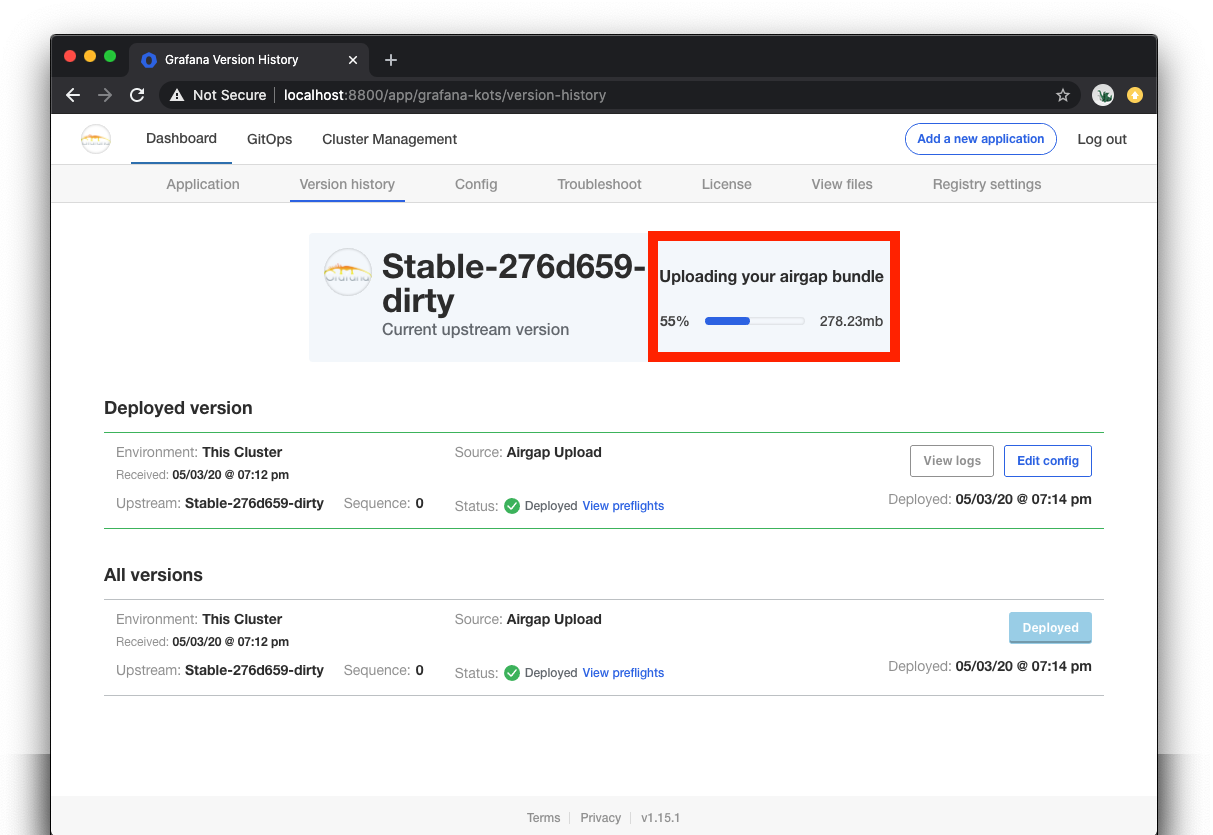 Grafana Version History
Not Secure localhost:8800/app/grafana-kots/version-history
Dashboard GitOps Cluster Management Add a new application Log out
Application Version history Config Troubleshoot License View files Registry settings
Stable-276d659-
dirty
Current upstream version
Uploading your airgap bundle
55% 278.23mb
Deployed version
Environment: This Cluster Source: Airgap Upload View logs Edit config
Received: 05/03/20 @ 07:12 pm
Upstream: Stable-276d659-dirty Sequence: 0 Status: Deployed View preflights Deployed: 05/03/20 @ 07:14 pm
All versions
Environment: This Cluster Source: Airgap Upload Deployed
Received: 05/03/20 @ 07:12 pm
Upstream: Stable-276d659-dirty Sequence: 0 Status: Deployed View preflights Deployed: 05/03/20 @ 07:14 pm
Terms Privacy v1.15.1